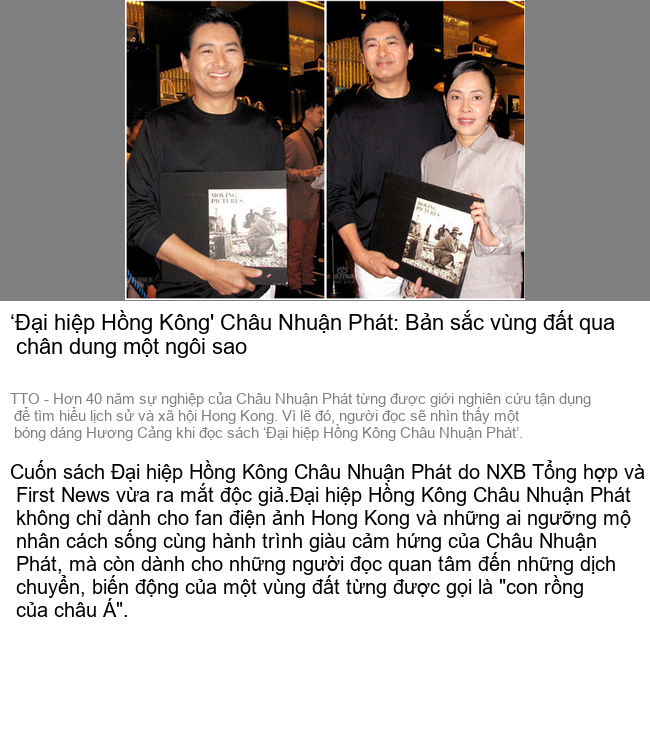 MOVING
PICTURES
MOVING
PICTURES
‘Đại hiệp Hồng Kông' Châu Nhuận Phát: Bản sắc vùng đất qua
chân dung một ngôi sao
TTO - Hơn 40 năm sự nghiệp của Châu Nhuận Phát từng được giới nghiên cứu tận dụng
để tìm hiểu lịch sử và xã hội Hong Kong. Vì lẽ đó, người đọc sẽ nhìn thấy một
bóng dáng Hương Cảng khi đọc sách ‘Đại hiệp Hồng Kông Châu Nhuận Phát’.
Cuốn sách Đại hiệp Hồng Kông Châu Nhuận Phát do NXB Tổng hợp và
First News vừa ra mắt độc giả.Đại hiệp Hồng Kông Châu Nhuận Phát
không chỉ dành cho fan điện ảnh Hong Kong và những ai ngưỡng mộ
nhân cách sống cùng hành trình giàu cảm hứng của Châu Nhuận
Phát, mà còn dành cho những người đọc quan tâm đến những dịch
chuyển, biến động của một vùng đất từng được gọi là "con rồng
của châu Á".